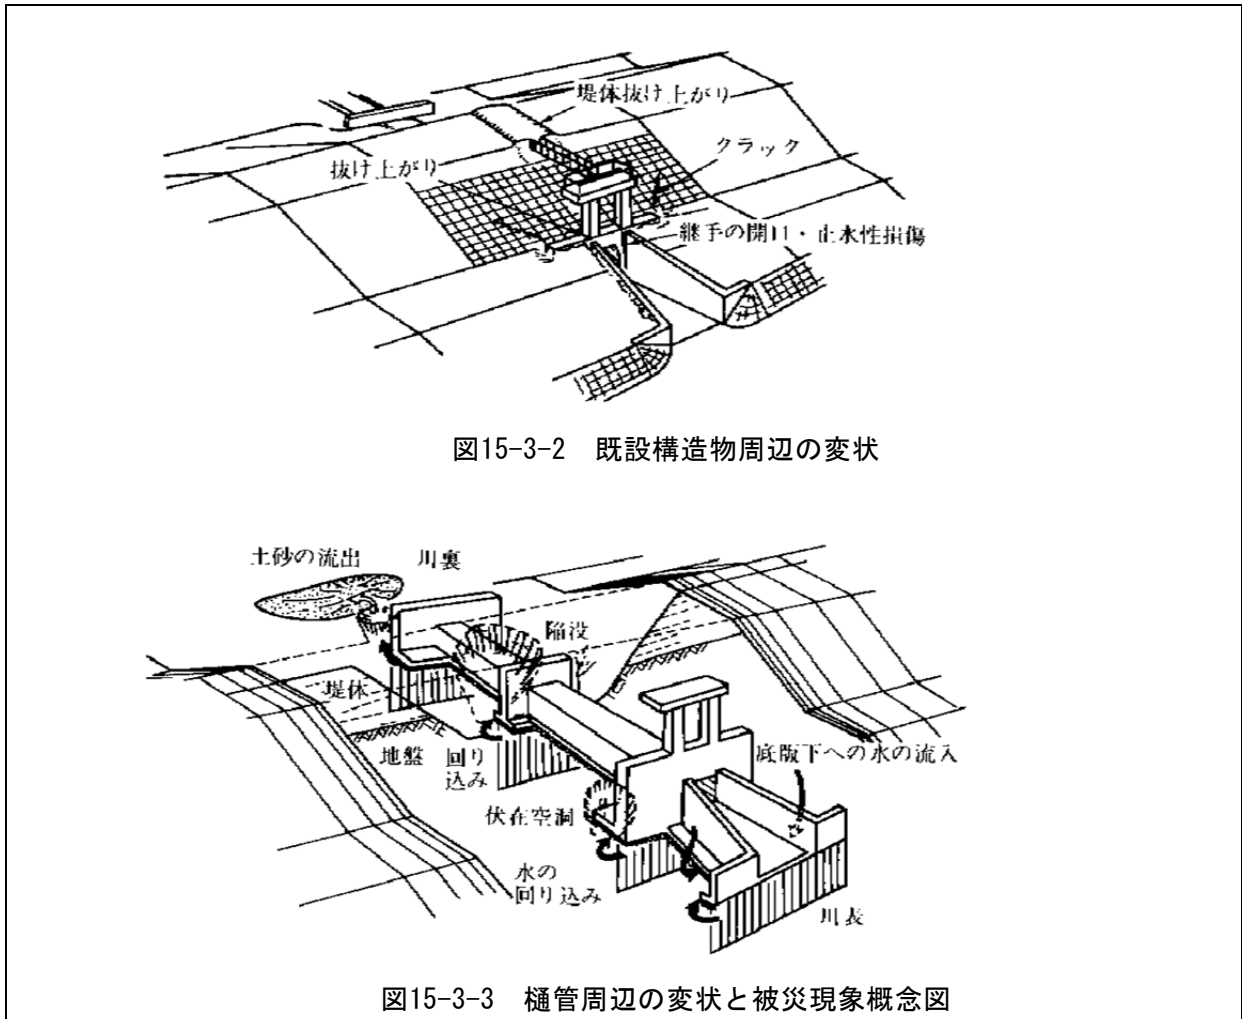 堤体抜け上がり
クラック
抜け上がり
継手の開口・止水性損傷
図15-3-2 既設構造物周辺の変状
土砂の流出
川裏
陥没
堤体
地盤
回り
込み
底版下への水の流入
伏在空洞
水の
回り込み
川表
図15-3-3 樋管周辺の変状と被災現象概念図